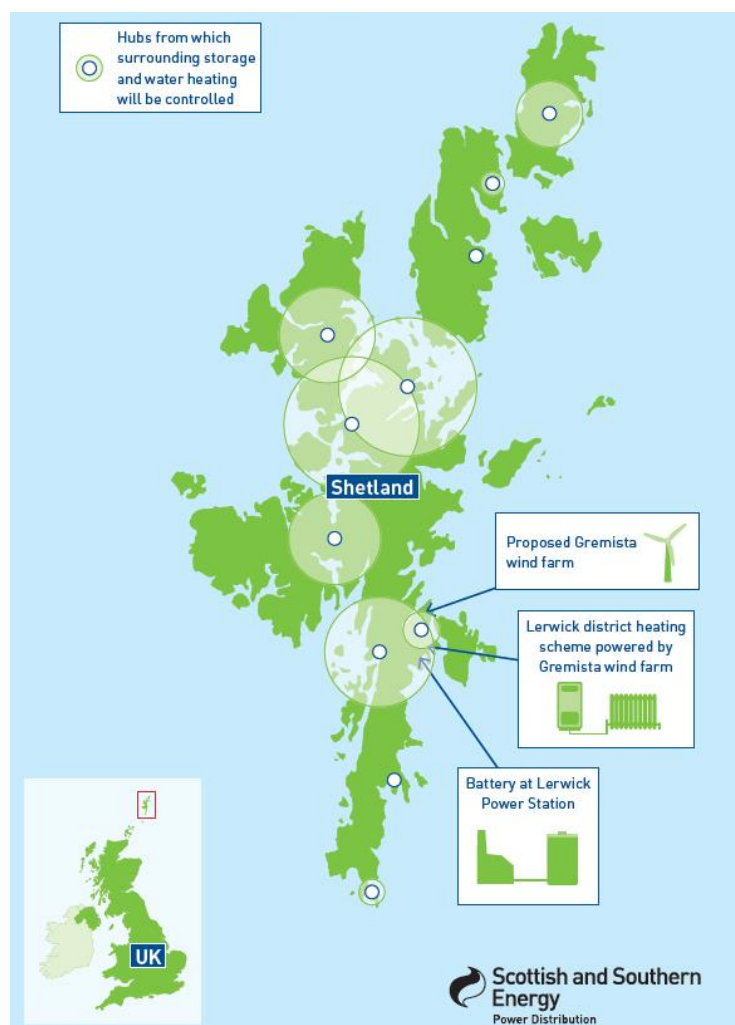 Hubs from which
surrounding storage
and water heating
will be controlled
Shetland
Proposed Gremista
wind farm
Lerwick district heating
scheme powered by
Gremista wind farm
Battery at Lerwick
Power Station
UK
Scottish and Southern
Energy
Power Distribution